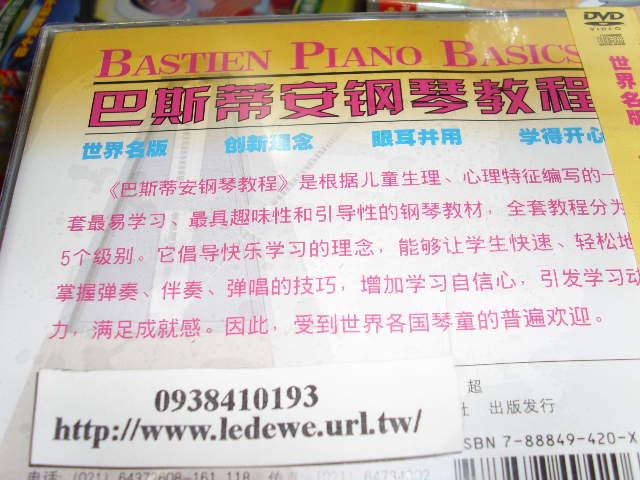 BASTIEN PIANO BASICS
DVD
VIDEO
巴斯蒂安钢琴教程
世界名版
世界名版 创新理念 眼耳并用 学得开心
《巴斯蒂安钢琴教程》是根据儿童生理、心理特征编写的一
套最易学习、最具趣味性和引导性的钢琴教材，全套教程分为
5个级别。它倡导快乐学习的理念，能够让学生快速、轻松地
掌握弹奏、伴奏、弹唱的技巧，增加学习自信心，引发学习动
力，满足成就感。因此，受到世界各国琴童的普遍欢迎。
0938410193
http://www.ledewe.url.tw/
超
社 出版发行
ISBN 7-88849-420-X